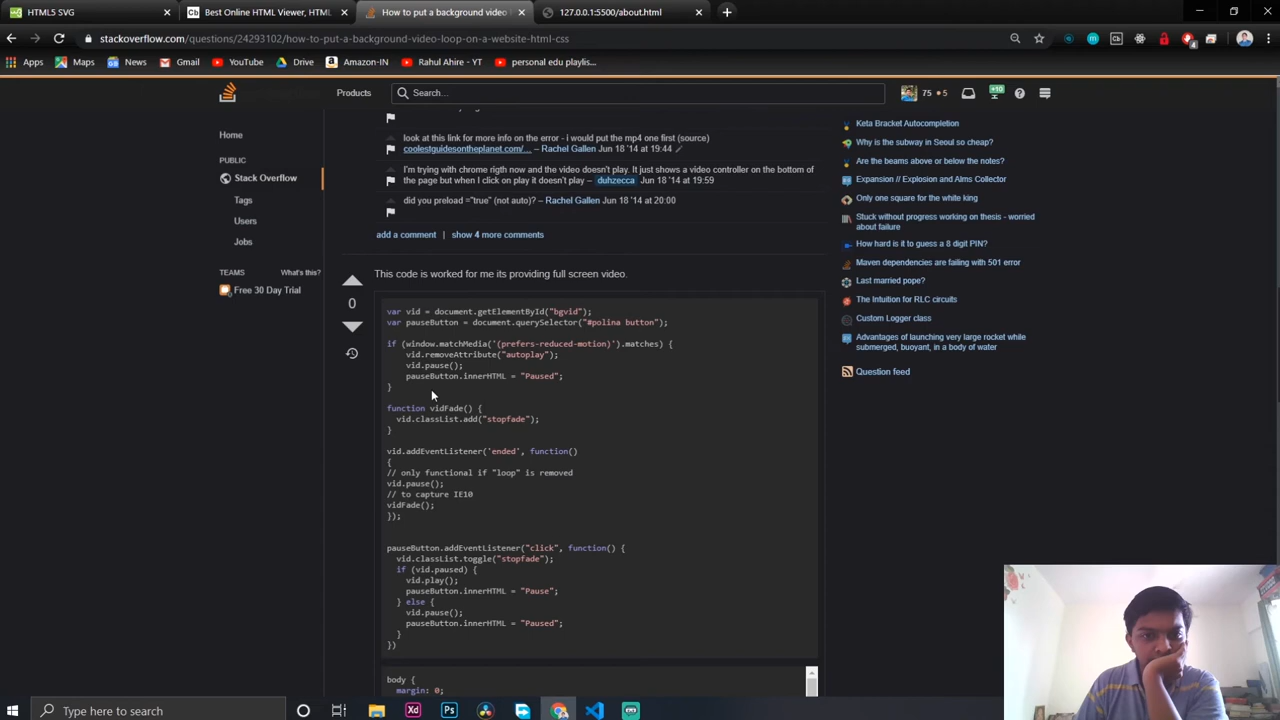 HTML5 SVG
Best Online HTML Viewer, HTML
How to put a background video
127.0.0.1:5500/about.html
stackoverflow.com/questions/24293102/how-to-put-a-background-video-loop-on-a-website-html-css
Apps Maps News Gmail YouTube Drive Amazon-IN Rahul Ahire - YT personal edu playlis...
Products Search... 75 5 +10
Home
PUBLIC
Stack Overflow
Tags
Users
Jobs
TEAMS What's this?
Free 30 Day Trial
look at this link for more info on the error - i would put the mp4 one first (source)
coolestguidesontheplanet.com/… – Rachel Gallen Jun 18 '14 at 19:44
I'm trying with chrome rigth now and the video doesn't play. It just shows a video controller on the bottom of
the page but when I click on play it doesn't play – duhzecca Jun 18 '14 at 19:59
did you preload ="true" (not auto)? – Rachel Gallen Jun 18 '14 at 20:00
add a comment | show 4 more comments
0
This code is worked for me its providing full screen video.
var vid = document.getElementById("bgvid");
var pauseButton = document.querySelector("#polina button");
if (window.matchMedia('(prefers-reduced-motion)').matches) {
vid.removeAttribute("autoplay");
vid.pause();
pauseButton.innerHTML = "Paused";
}
function vidFade() {
vid.classList.add("stopfade");
}
vid.addEventListener('ended', function()
{
// only functional if "loop" is removed
vid.pause();
// to capture IE10
vidFade();
});
pauseButton.addEventListener("click", function() {
vid.classList.toggle("stopfade");
if (vid.paused) {
vid.play();
pauseButton.innerHTML = "Pause";
} else {
vid.pause();
pauseButton.innerHTML = "Paused";
}
})
body {
margin: 0;
Keta Bracket Autocompletion
Why is the subway in Seoul so cheap?
Are the beams above or below the notes?
Expansion // Explosion and Alms Collector
Only one square for the white king
Stuck without progress working on thesis - worried
about failure
How hard is it to guess a 8 digit PIN?
Maven dependencies are failing with 501 error
Last married pope?
The Intuition for RLC circuits
Custom Logger class
Advantages of launching very large rocket while
submerged, buoyant, in a body of water
Question feed
Type here to search